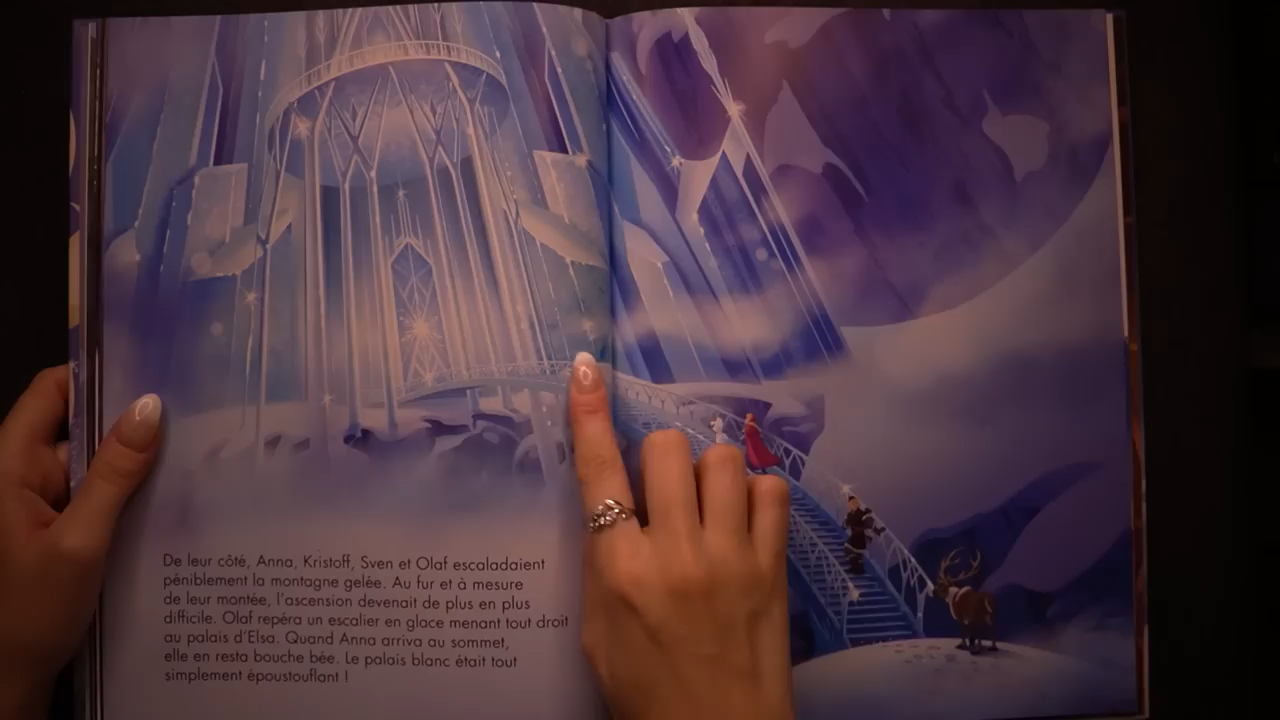 De leur côté, Anna, Kristoff, Sven et Olaf escaladaient
péniblement la montagne gelée. Au fur et à mesure
de leur montée, l'ascension devenait de plus en plus
difficile. Olaf repéra un escalier en glace menant tout droit
au palais d'Elsa. Quand Anna arriva au sommet,
elle en resta bouche bée. Le palais blanc était tout
simplement époustouflant !